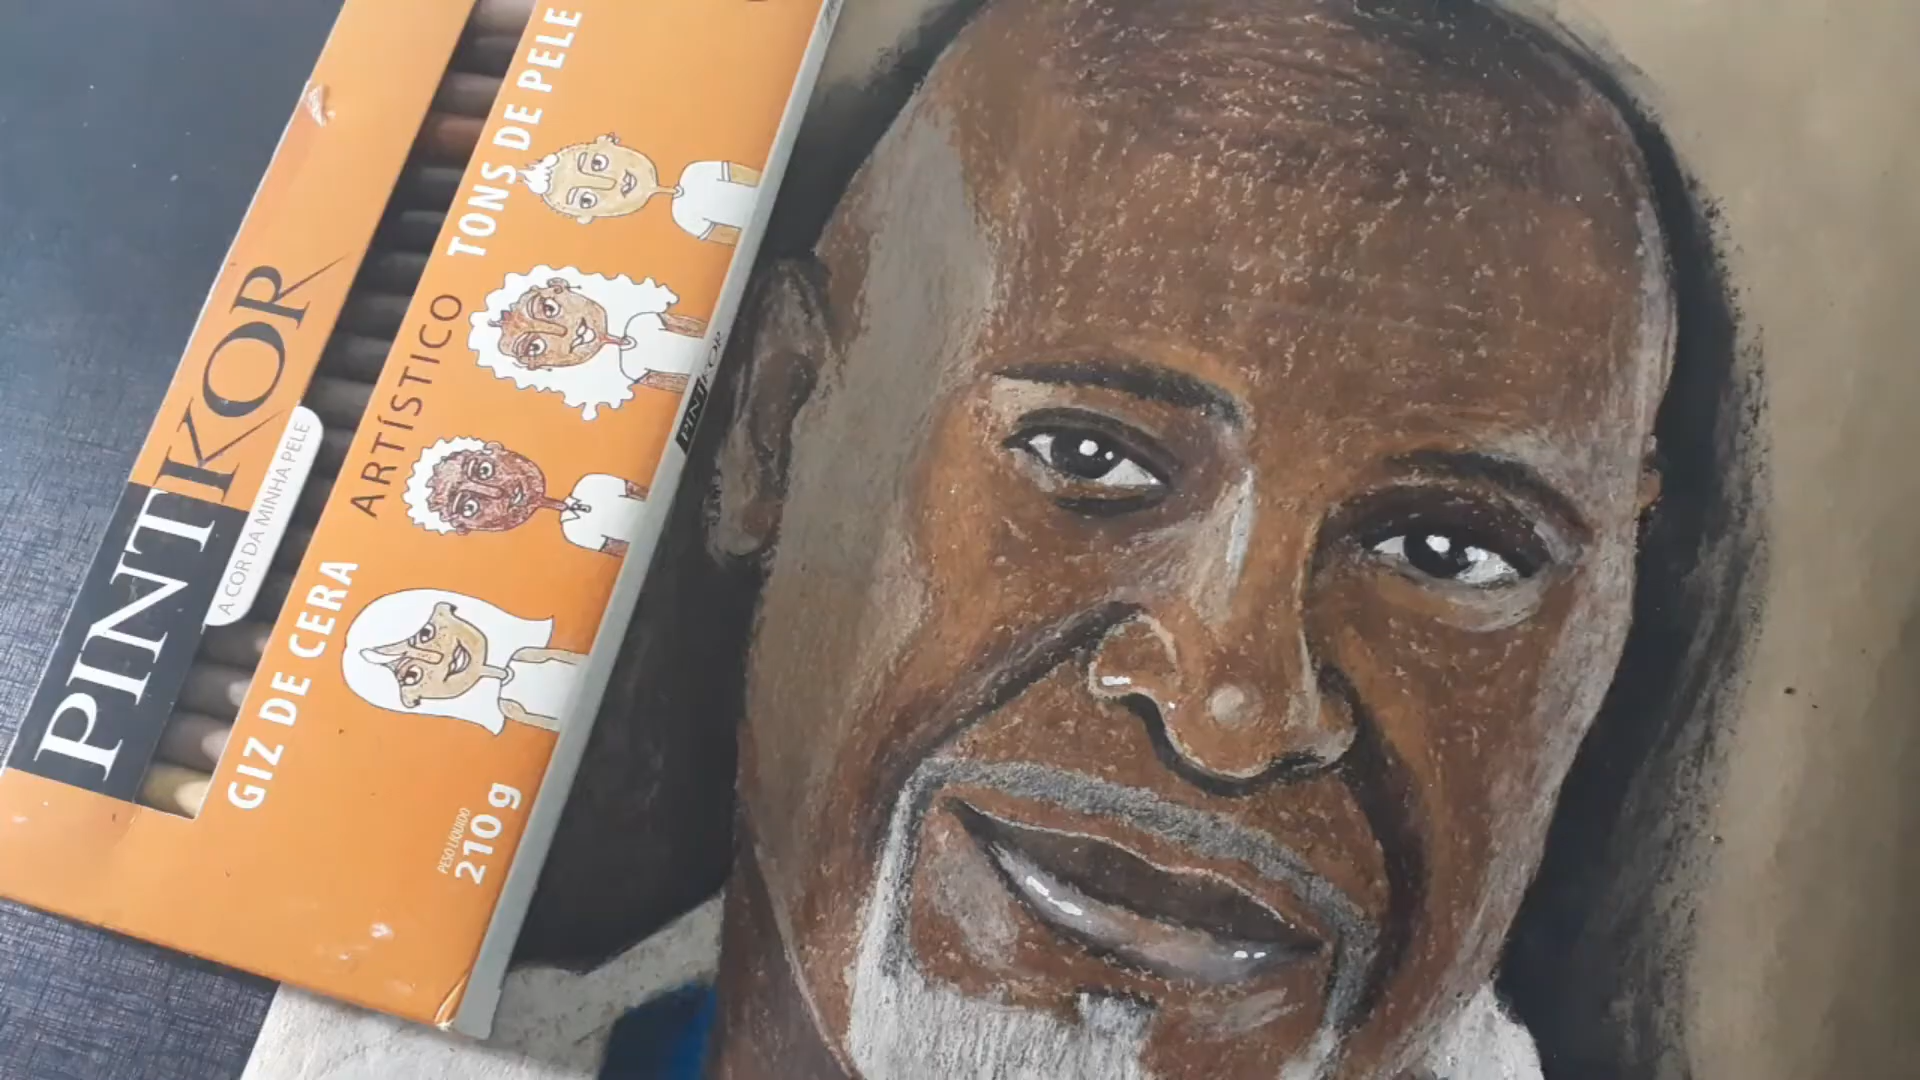 PINTKOR
A COR DA MINHA PELE
GIZ DE CERA
ARTÍSTICO
TONS DE PELE
PESO LÍQUIDO
210 g
PINTKOR